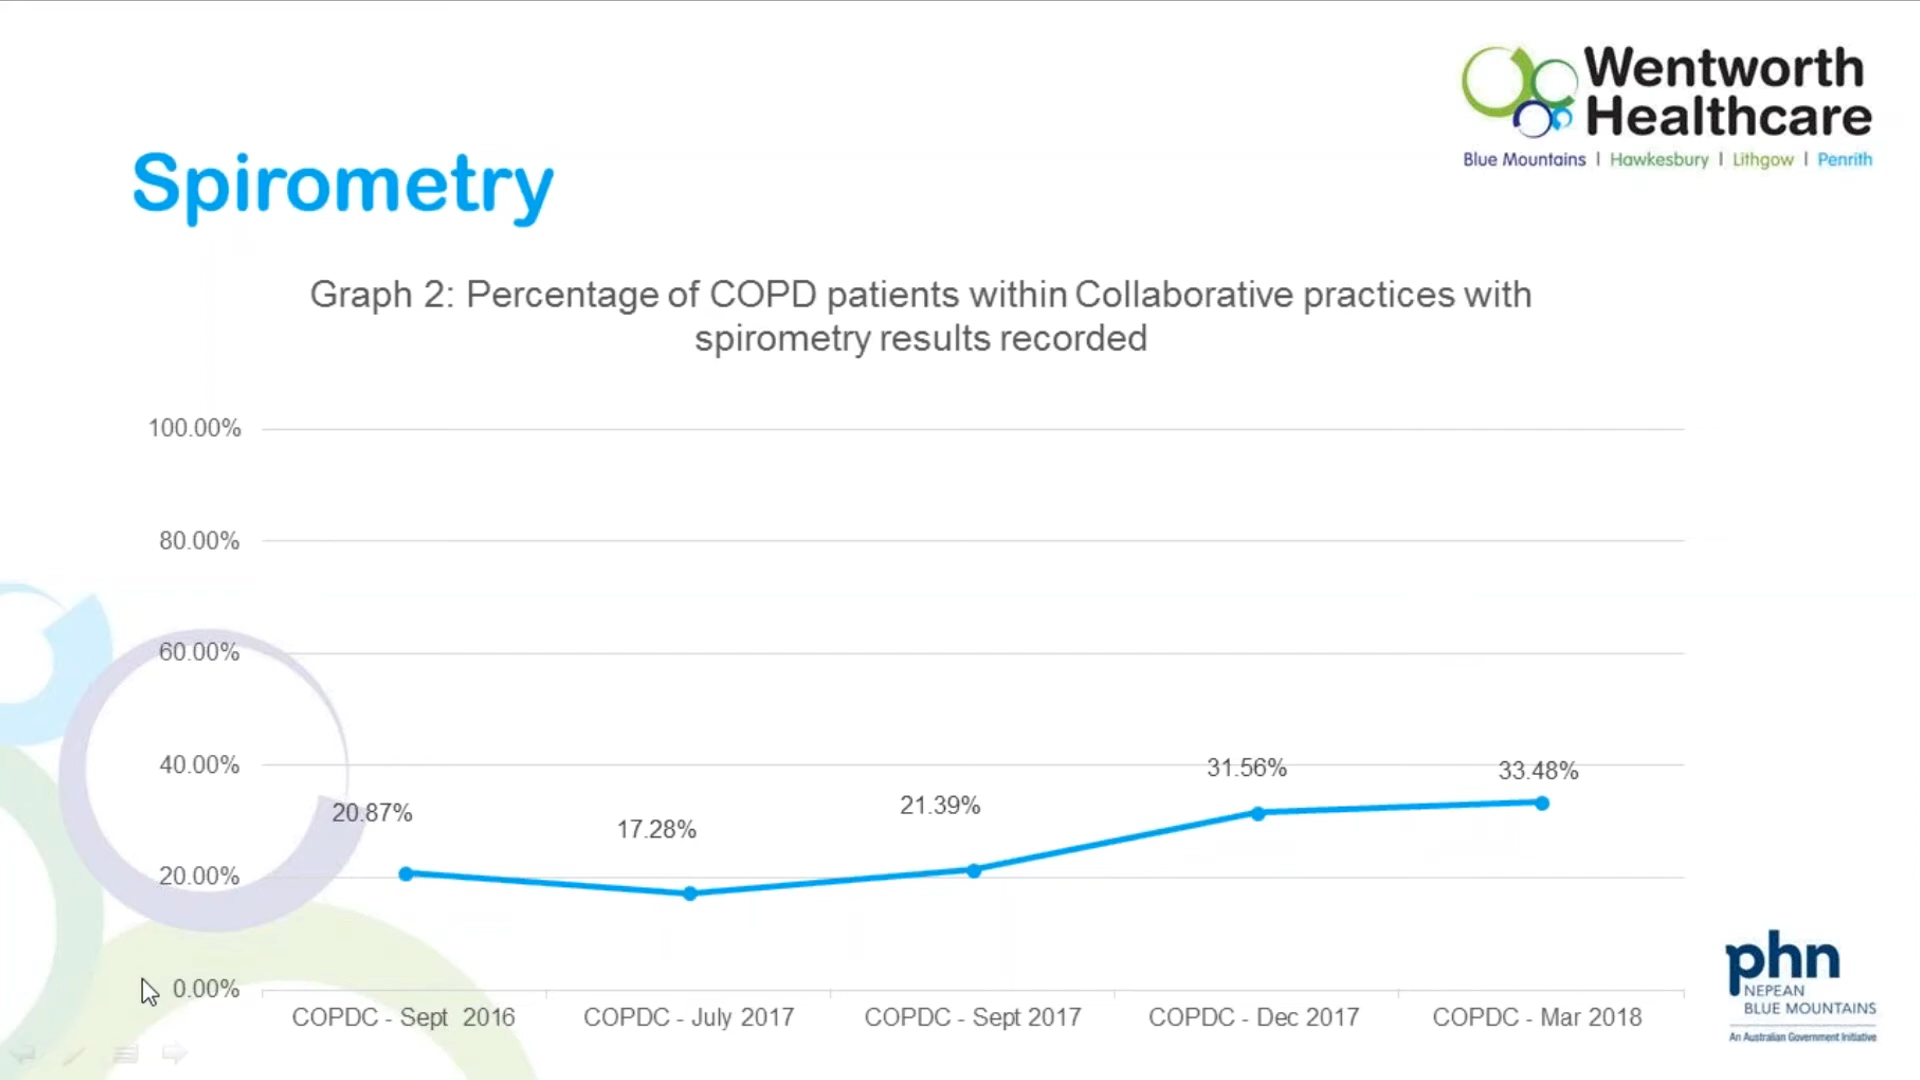 Wentworth
Healthcare
Blue Mountains | Hawkesbury | Lithgow | Penrith
Spirometry
Graph 2: Percentage of COPD patients within Collaborative practices with
spirometry results recorded
100.00%
80.00%
60.00%
40.00%
20.00%
0.00%
20.87%
17.28%
21.39%
31.56%
33.48%
COPDC - Sept 2016
COPDC - July 2017
COPDC - Sept 2017
COPDC - Dec 2017
COPDC - Mar 2018
phn
NEPEAN
BLUE MOUNTAINS
An Australian Government Initiative